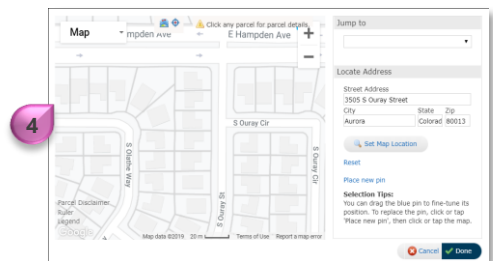 4
Map
mpden Ave
Click any parcel for parcel details
E Hampden Ave
S Ouray Cir
S Olathe Way
S Ouray St
S Ouray Cir
Parcel Disclaimer
Ruler
Legend
Google
Map data ©2019
20 m
Terms of Use
Report a map error
Jump to
Locate Address
Street Address
3505 S Ouray Street
City State Zip
Aurora Colorad 80013
Set Map Location
Reset
Place new pin
Selection Tips:
You can drag the blue pin to fine-tune its
position. To replace the pin, click or tap
'Place new pin', then click or tap the map.
Cancel Done